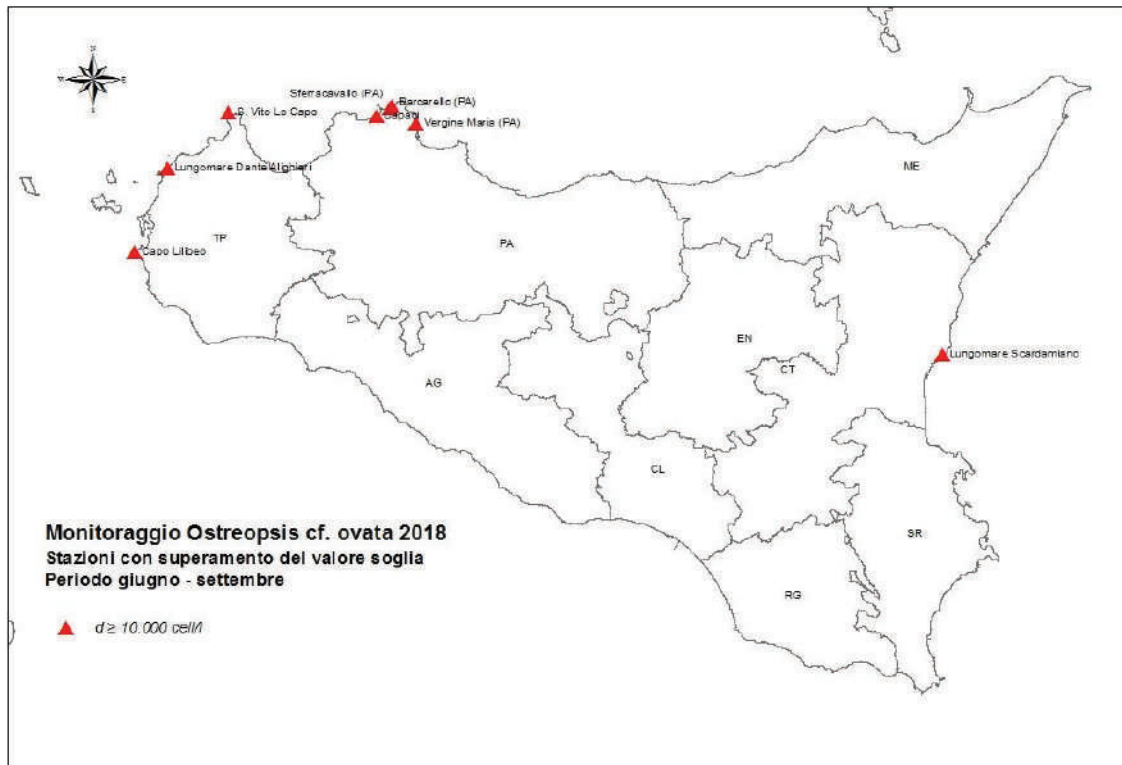 N
W
E
S
Sferracavallo (PA)
Barcarello (PA)
S. Vito Lo Capo
Capaci
Vergine Maria (PA)
Lungomare Dante Alighieri
ME
TP
PA
Capo Lilibeo
EN
Lungomare Scardamiano
CT
AG
CL
Monitoraggio Ostreopsis cf. ovata 2018
Stazioni con superamento del valore soglia
Periodo giugno - settembre
SR
RG
d ≥ 10.000 cell/l